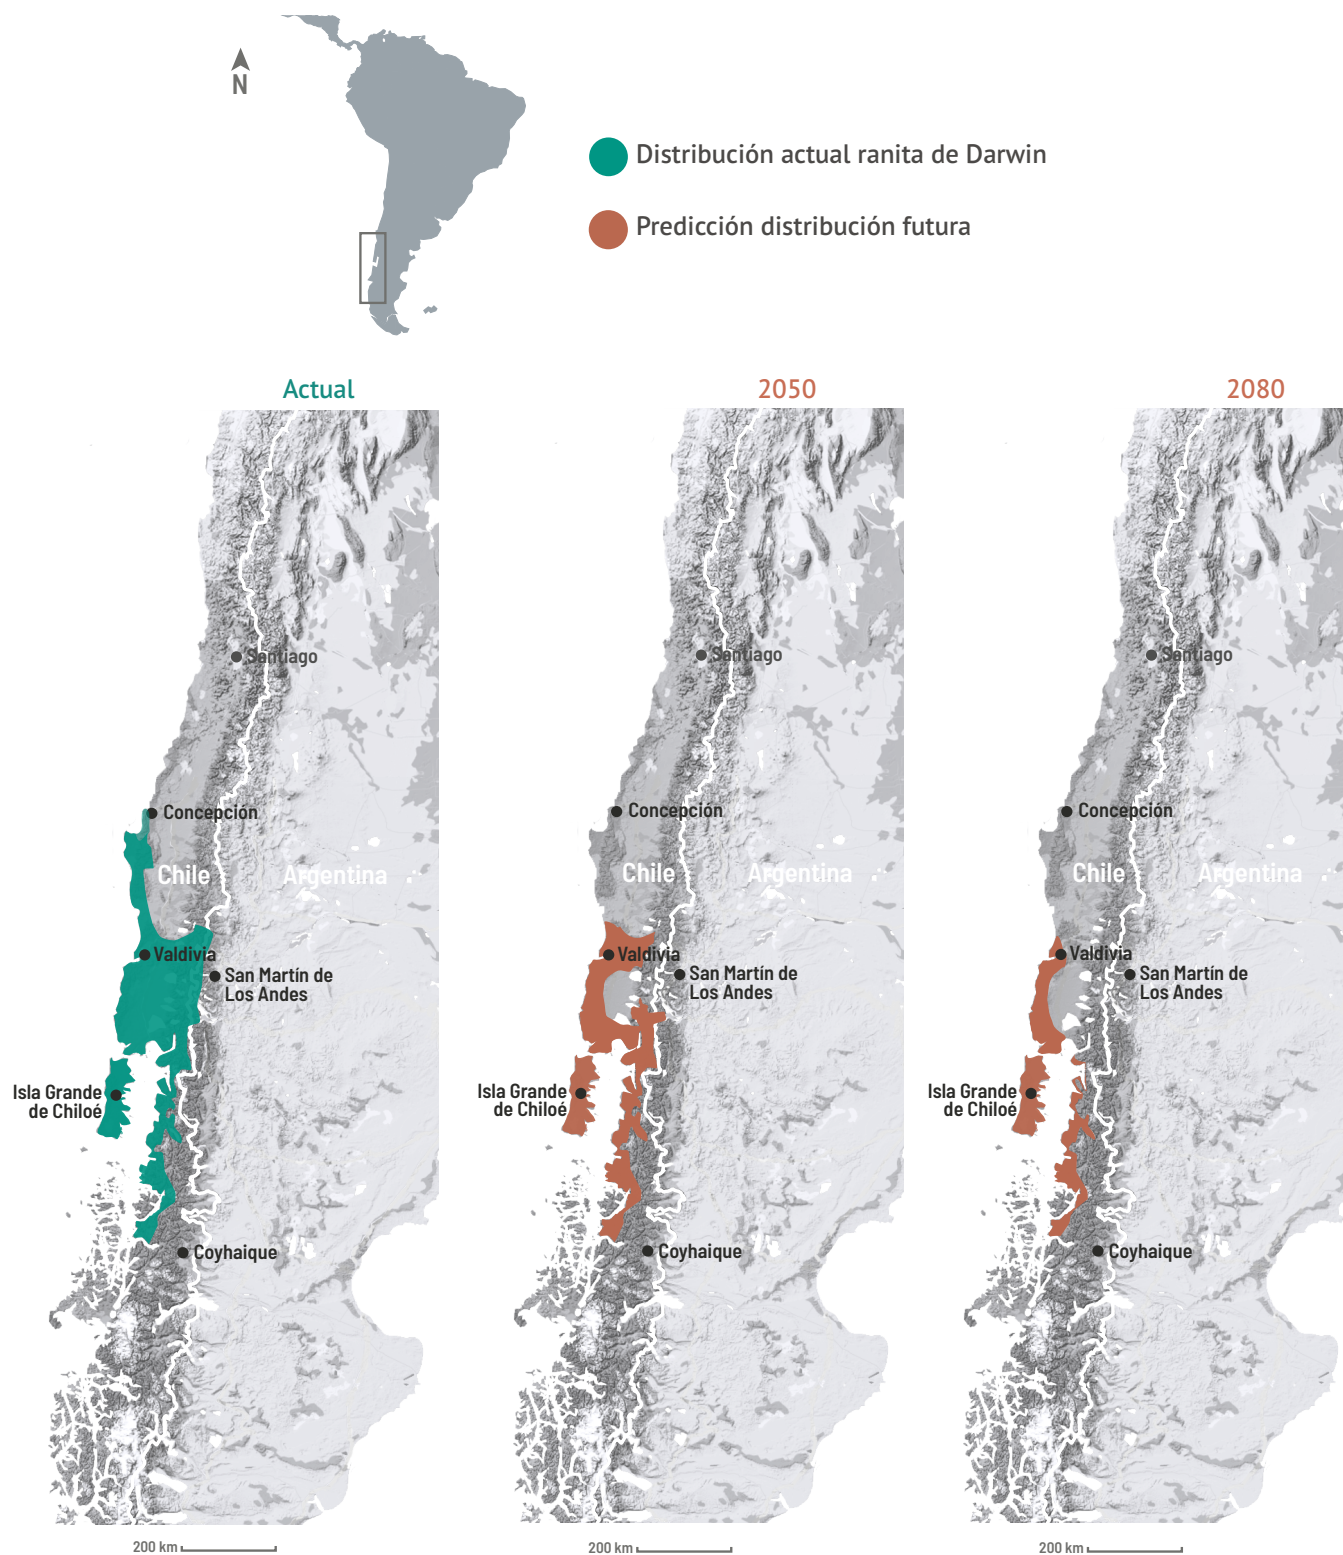 N
Distribución actual ranita de Darwin
Predicción distribución futura
Actual
Santiago
Concepción
Chile
Argentina
Valdivia
San Martín de
Los Andes
Isla Grande
de Chiloé
Coyhaique
200 km
2050
Santiago
Concepción
Chile
Argentina
Valdivia
San Martín de
Los Andes
Isla Grande
de Chiloé
Coyhaique
200 km
2080
Santiago
Concepción
Chile
Argentina
Valdivia
San Martín de
Los Andes
Isla Grande
de Chiloé
Coyhaique
200 km